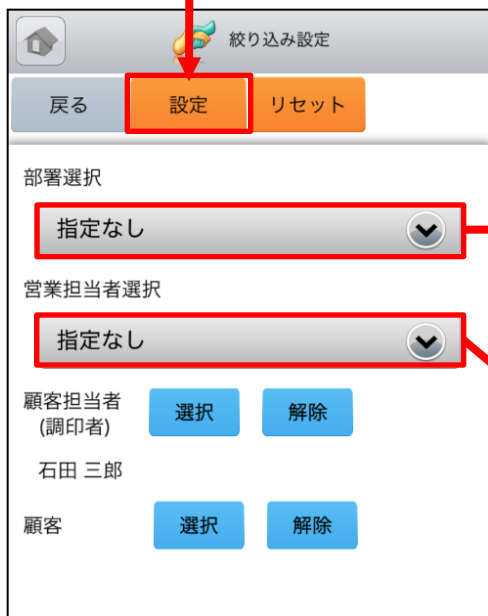 絞り込み設定
戻る 設定 リセット
部署選択
指定なし
営業担当者選択
指定なし
顧客担当者
(調印者) 選択 解除
石田 三郎
顧客 選択 解除